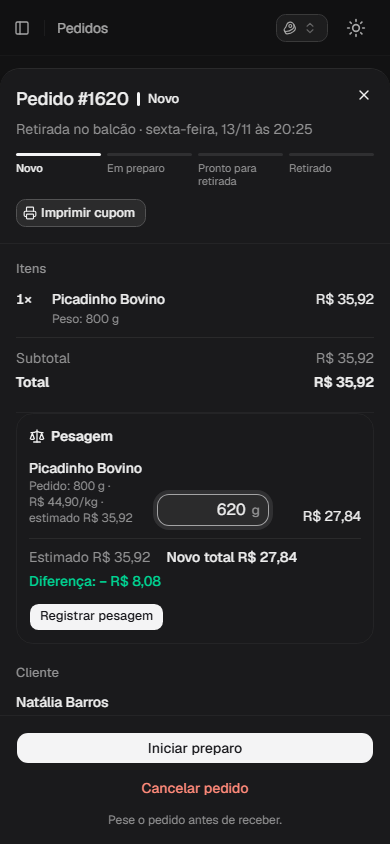 Pedidos
Pedido #1620 Novo
Retirada no balcão · sexta-feira, 13/11 às 20:25
Novo Em preparo Pronto para retirada Retirado
Imprimir cupom
Itens
1× Picadinho Bovino R$ 35,92
Peso: 800 g
Subtotal R$ 35,92
Total R$ 35,92
Pesagem
Picadinho Bovino
Pedido: 800 g ·
R$ 44,90/kg ·
estimado R$ 35,92
620 g R$ 27,84
Estimado R$ 35,92 Novo total R$ 27,84
Diferença: − R$ 8,08
Registrar pesagem
Cliente
Natália Barros
Iniciar preparo
Cancelar pedido
Pese o pedido antes de receber.